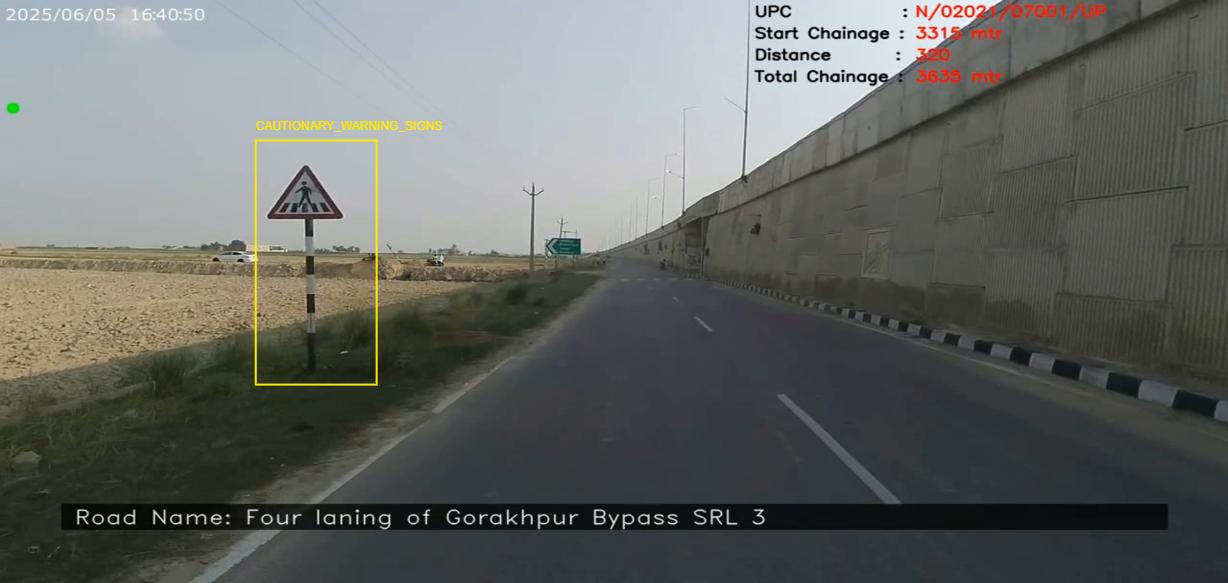 2025/06/05 16:40:50
UPC : N/02021/07001/UP
Start Chainage : 3315 mtr
Distance : 320
Total Chainage : 3635 mtr
CAUTIONARY_WARNING_SIGNS
Road Name: Four laning of Gorakhpur Bypass SRL 3